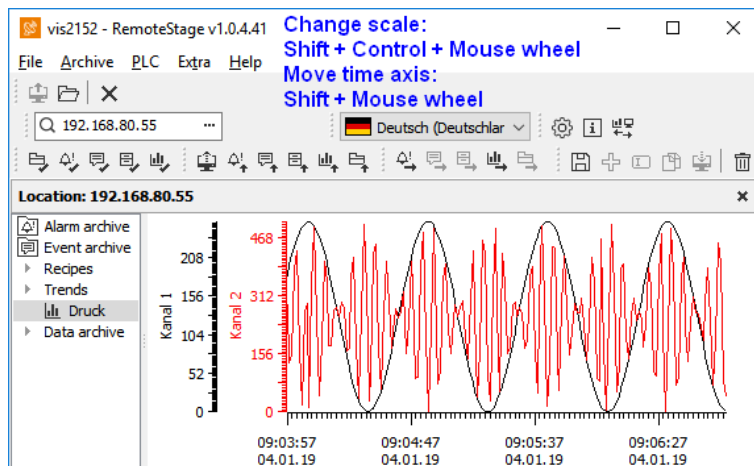 vis2152 - RemoteStage v1.0.4.41
Change scale:
Shift + Control + Mouse wheel
Move time axis:
Shift + Mouse wheel
File Archive PLC Extra Help
192.168.80.55 ...
Deutsch (Deutschlar
Location: 192.168.80.55
Alarm archive
Event archive
Recipes
Trends
Druck
Data archive
Kanal 1
208
156
104
52
0
Kanal 2
468
312
156
0
09:03:57 09:04:47 09:05:37 09:06:27
04.01.19 04.01.19 04.01.19 04.01.19